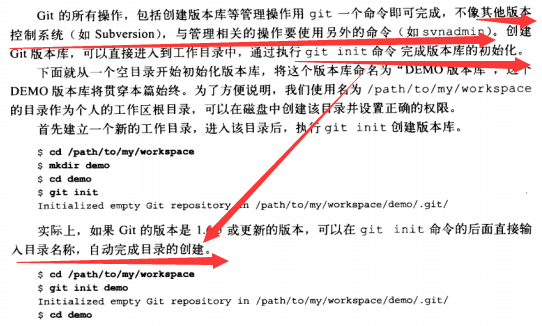 Git 的所有操作，包括创建版本库等管理操作用 git 一个命令即可完成，不像其他版本
控制系统（如 Subversion），与管理相关的操作要使用另外的命令（如 svnadmin）。创建
Git 版本库，可以直接进入到工作目录中，通过执行 git init 命令 完成版本库的初始化。
下面就从一个空目录开始初始化版本库，将这个版本库命名为“DEMO 版本库”，这个
DEMO 版本库将贯穿本篇始终。为了方便说明，我们使用名为 /path/to/my/workspace
的目录作为个人的工作区根目录，可以在磁盘中创建该目录并设置正确的权限。
首先建立一个新的工作目录，进入该目录后，执行 git init 创建版本库。
$ cd /path/to/my/workspace
$ mkdir demo
$ cd demo
$ git init
Initialized empty Git repository in /path/to/my/workspace/demo/.git/
实际上，如果 Git 的版本是 或更新的版本，可以在 git init 命令的后面直接输
入目录名称，自动完成目录的创建。
$ cd /path/to/my/workspace
$ git init demo
Initialized empty Git repository in /path/to/my/workspace/demo/.git/
$ cd demo